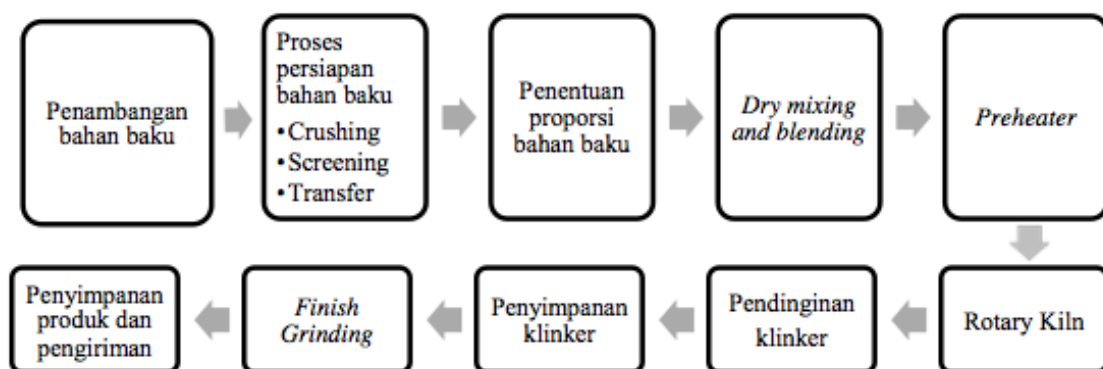 Penambangan
bahan baku
Proses
persiapan
bahan baku
•Crushing
•Screening
•Transfer
Penentuan
proporsi
bahan baku
Dry mixing
and blending
Preheater
Rotary Kiln
Pendinginan
klinker
Penyimpanan
klinker
Finish
Grinding
Penyimpanan
produk dan
pengiriman